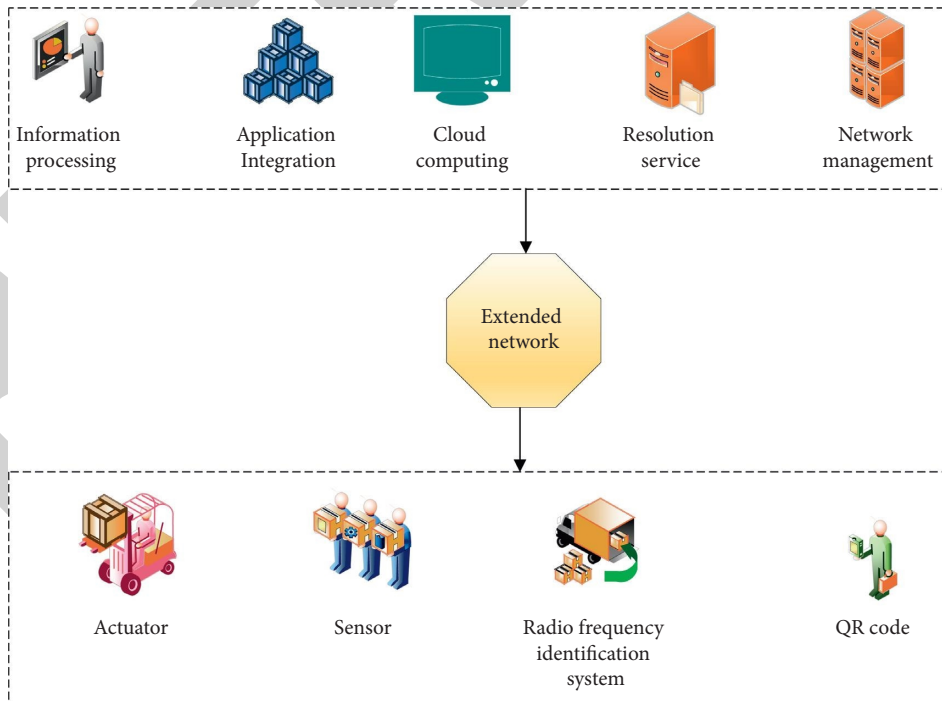 Information
processing
Application
Integration
Cloud
computing
Resolution
service
Network
management
Extended
network
Actuator
Sensor
Radio frequency
identification
system
QR code